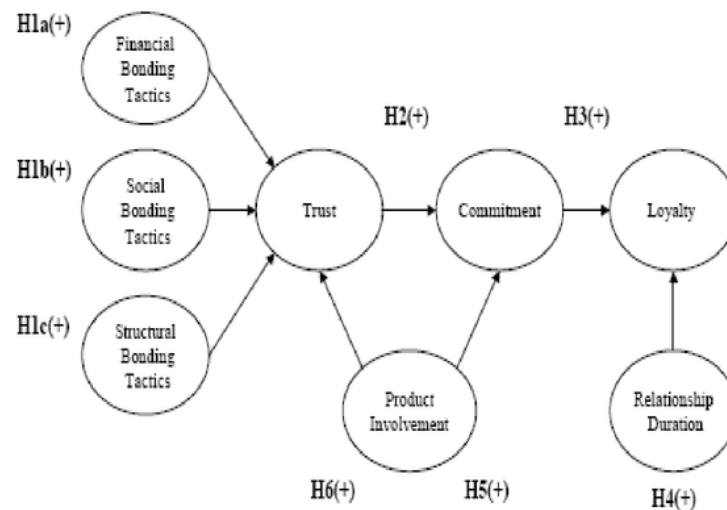 H1a(+)
Financial
Bonding
Tactics
H2(+)
H3(+)
H1b(+)
Social
Bonding
Tactics
Trust
Commitment
Loyalty
H1c(+)
Structural
Bonding
Tactics
Product
Involvement
Relationship
Duration
H6(+)
H5(+)
H4(+)